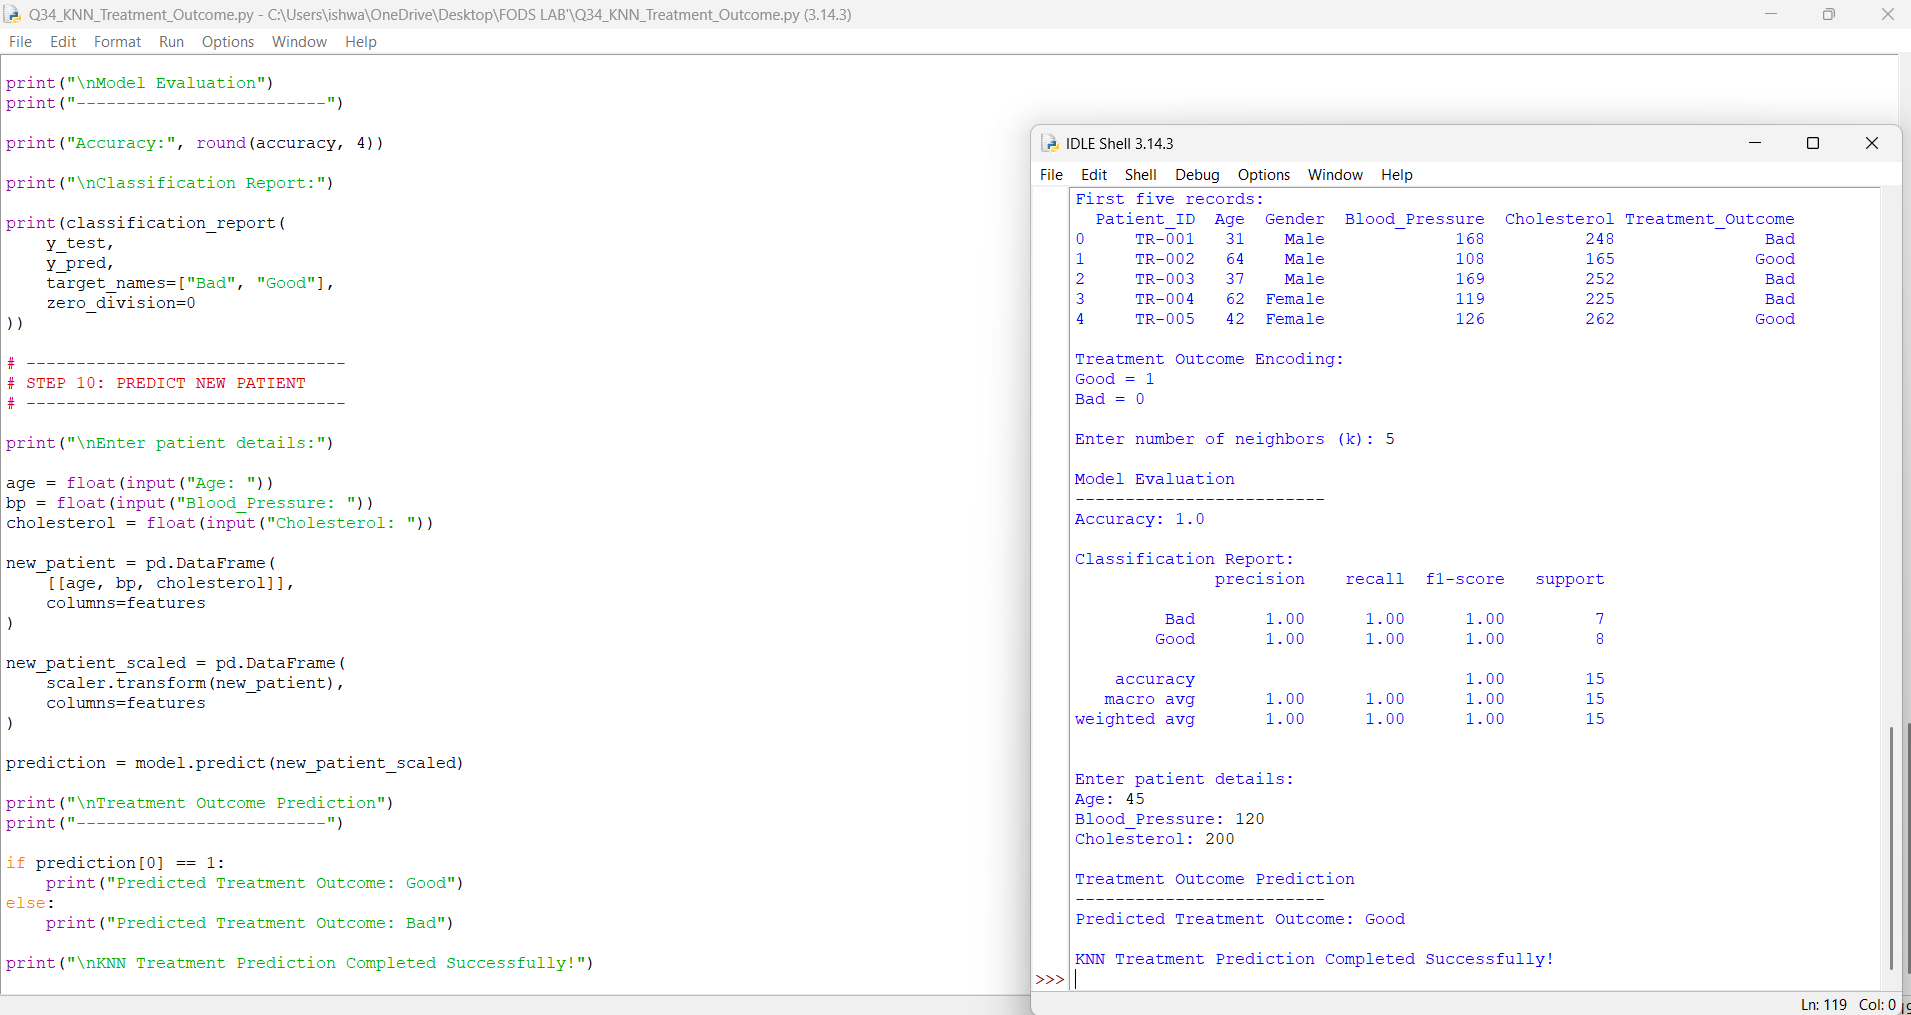 Q34_KNN_Treatment_Outcome.py - C:\Users\ishwa\OneDrive\Desktop\FODS LAB'\Q34_KNN_Treatment_Outcome.py (3.14.3)
File Edit Format Run Options Window Help
print("\nModel Evaluation")
print("-------------------------")
print("Accuracy:", round(accuracy, 4))
print("\nClassification Report:")
print(classification_report(
    y_test,
    y_pred,
    target_names=["Bad", "Good"],
    zero_division=0
))
# --------------------------------
# STEP 10: PREDICT NEW PATIENT
# --------------------------------
print("\nEnter patient details:")
age = float(input("Age: "))
bp = float(input("Blood_Pressure: "))
cholesterol = float(input("Cholesterol: "))
new_patient = pd.DataFrame(
    [[age, bp, cholesterol]],
    columns=features
)
new_patient_scaled = pd.DataFrame(
    scaler.transform(new_patient),
    columns=features
)
prediction = model.predict(new_patient_scaled)
print("\nTreatment Outcome Prediction")
print("-------------------------")
if prediction[0] == 1:
    print("Predicted Treatment Outcome: Good")
else:
    print("Predicted Treatment Outcome: Bad")
print("\nKNN Treatment Prediction Completed Successfully!")
IDLE Shell 3.14.3
File Edit Shell Debug Options Window Help
First five records:
  Patient_ID  Age  Gender  Blood_Pressure  Cholesterol Treatment_Outcome
0     TR-001   31    Male             168          248               Bad
1     TR-002   64    Male             108          165              Good
2     TR-003   37    Male             169          252               Bad
3     TR-004   62  Female             119          225               Bad
4     TR-005   42  Female             126          262              Good
Treatment Outcome Encoding:
Good = 1
Bad = 0
Enter number of neighbors (k): 5
Model Evaluation
-------------------------
Accuracy: 1.0
Classification Report:
              precision    recall  f1-score   support
         Bad       1.00      1.00      1.00         7
        Good       1.00      1.00      1.00         8
    accuracy                           1.00        15
   macro avg       1.00      1.00      1.00        15
weighted avg       1.00      1.00      1.00        15
Enter patient details:
Age: 45
Blood_Pressure: 120
Cholesterol: 200
Treatment Outcome Prediction
-------------------------
Predicted Treatment Outcome: Good
KNN Treatment Prediction Completed Successfully!
>>>
Ln: 119 Col: 0